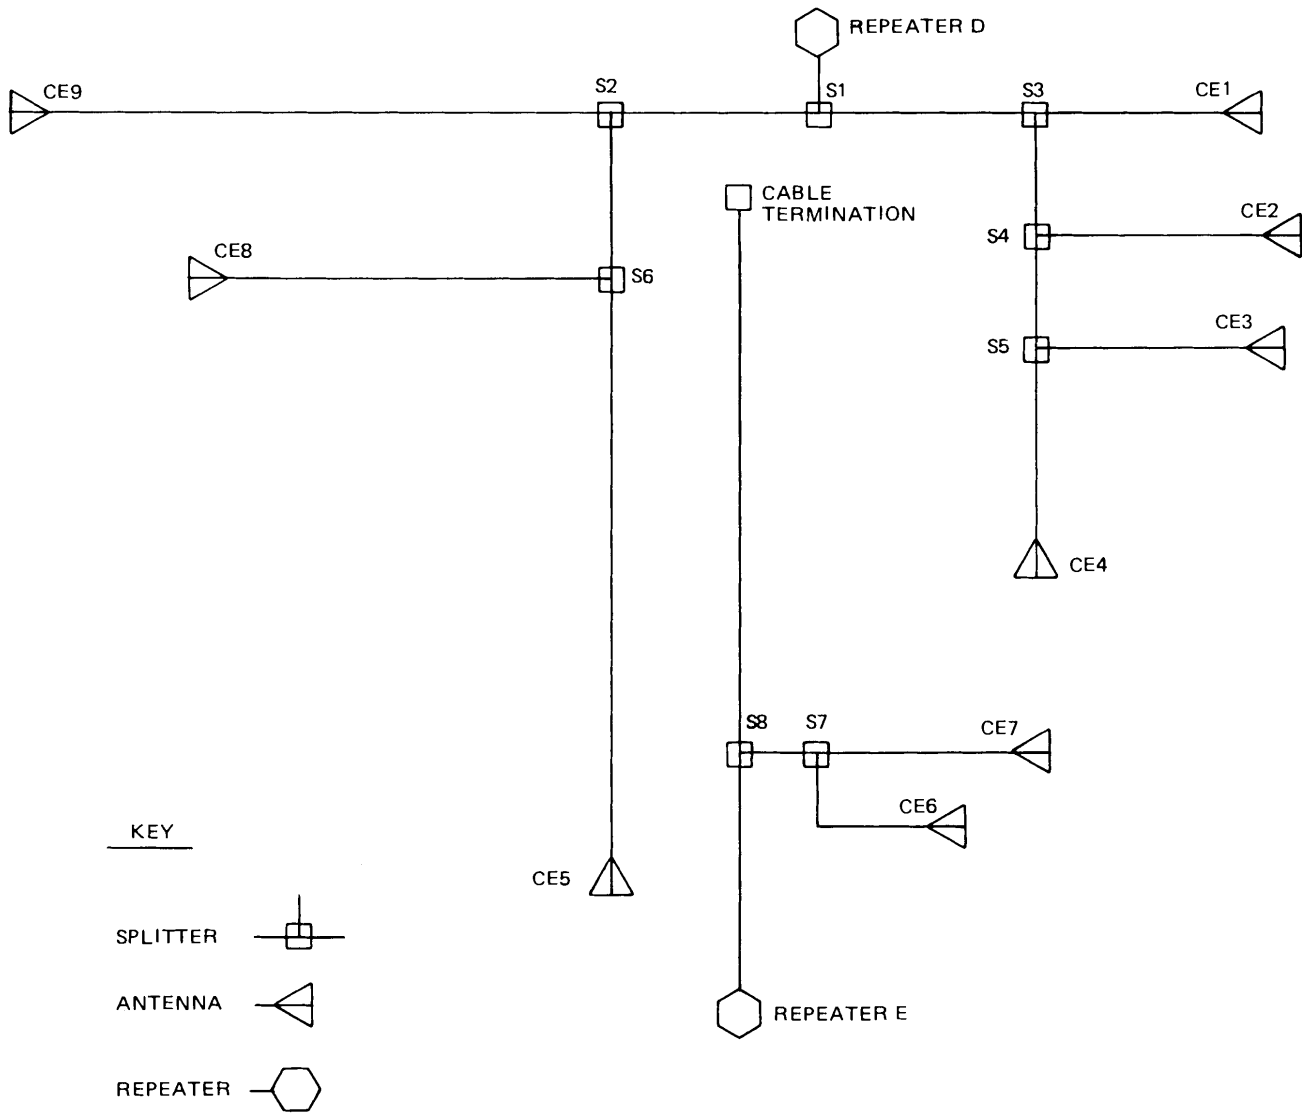 REPEATER D
CE9
S2
S1
S3
CE1
CABLE
TERMINATION
S4
CE2
CE8
S6
S5
CE3
CE4
S8
S7
CE7
CE6
KEY
CE5
SPLITTER
ANTENNA
REPEATER E
REPEATER